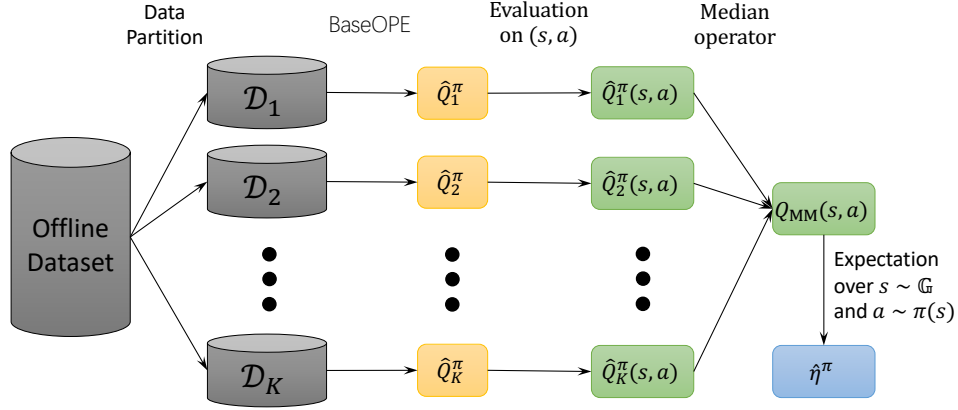 Data
Partition
BaseOPE
Evaluation
on (𝑠, 𝑎)
Median
operator
Offline
Dataset
𝒟₁
Q̂₁^π
Q̂₁^π(𝑠, 𝑎)
𝒟₂
Q̂₂^π
Q̂₂^π(𝑠, 𝑎)
Q_MM(𝑠, 𝑎)
Expectation
over 𝑠 ~ 𝔾
and 𝑎 ~ π(𝑠)
𝒟_K
Q̂_K^π
Q̂_K^π(𝑠, 𝑎)
η̂^π